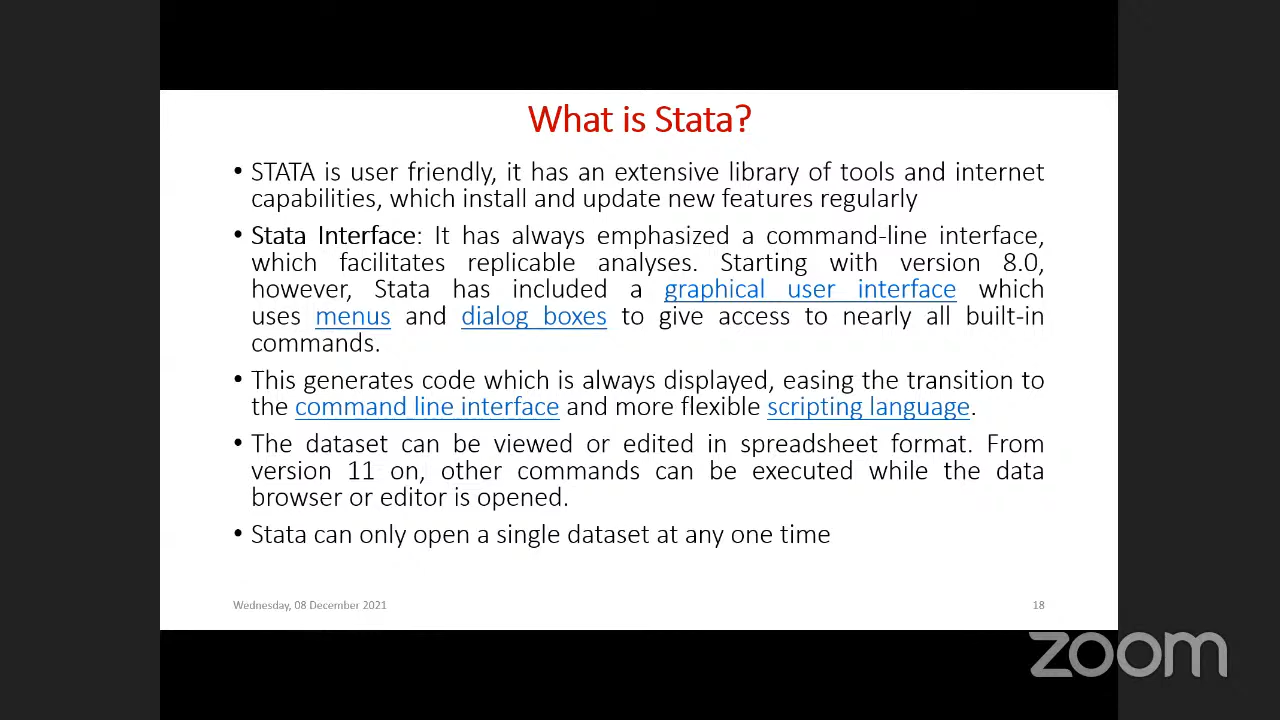 What is Stata?
• STATA is user friendly, it has an extensive library of tools and internet
capabilities, which install and update new features regularly
• Stata Interface: It has always emphasized a command-line interface,
which facilitates replicable analyses. Starting with version 8.0,
however, Stata has included a graphical user interface which
uses menus and dialog boxes to give access to nearly all built-in
commands.
• This generates code which is always displayed, easing the transition to
the command line interface and more flexible scripting language.
• The dataset can be viewed or edited in spreadsheet format. From
version 11 on, other commands can be executed while the data
browser or editor is opened.
• Stata can only open a single dataset at any one time
Wednesday, 08 December 2021
18
zoom